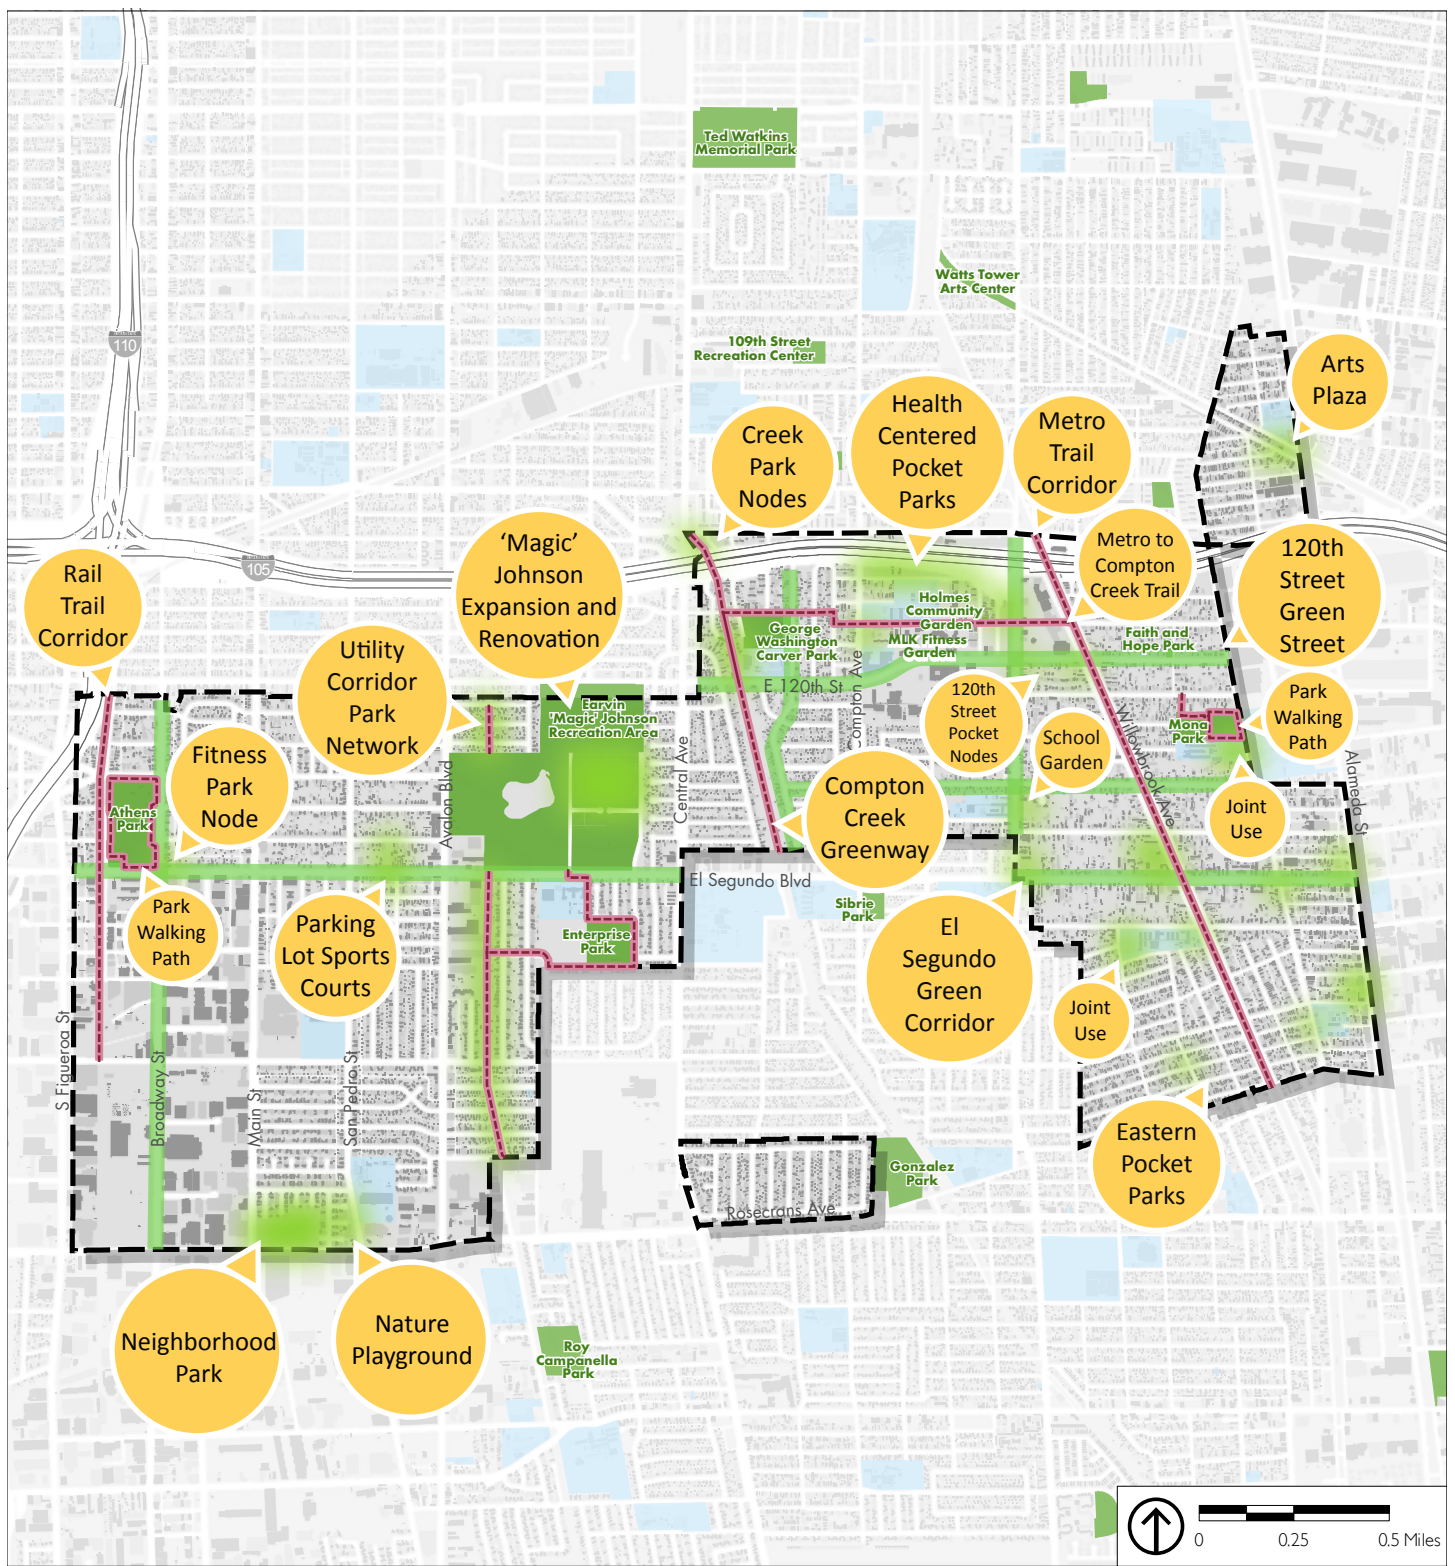 Ted Watkins
Memorial Park
Watts Tower
Arts Center
110
109th Street
Recreation Center
Arts
Plaza
Health
Centered
Pocket
Parks
Creek
Park
Nodes
Metro
Trail
Corridor
‘Magic’
Johnson
Expansion and
Renovation
Metro to
Compton
Creek Trail
120th
Street
Green
Street
105
Rail
Trail
Corridor
Holmes
Community
Garden
MLK Fitness
Garden
George
Washington
Carver Park
Faith and
Hope Park
Utility
Corridor
Park
Network
E 120th St
Compton Ave
120th
Street
Pocket
Nodes
Park
Walking
Path
Earvin
'Magic' Johnson
Recreation Area
Mona
Park
School
Garden
Willowbrook Ave
Fitness
Park
Node
Avalon Blvd
Central Ave
Alameda St
Athens
Park
Compton
Creek
Greenway
Joint
Use
El Segundo Blvd
Park
Walking
Path
Parking
Lot Sports
Courts
Enterprise
Park
Sibrie
Park
El
Segundo
Green
Corridor
Joint
Use
S Figueroa St
Broadway St
Main St
San Pedro St
Eastern
Pocket
Parks
Gonzalez
Park
Rosecrans Ave
Neighborhood
Park
Nature
Playground
Roy
Campanella
Park
0 0.25 0.5 Miles